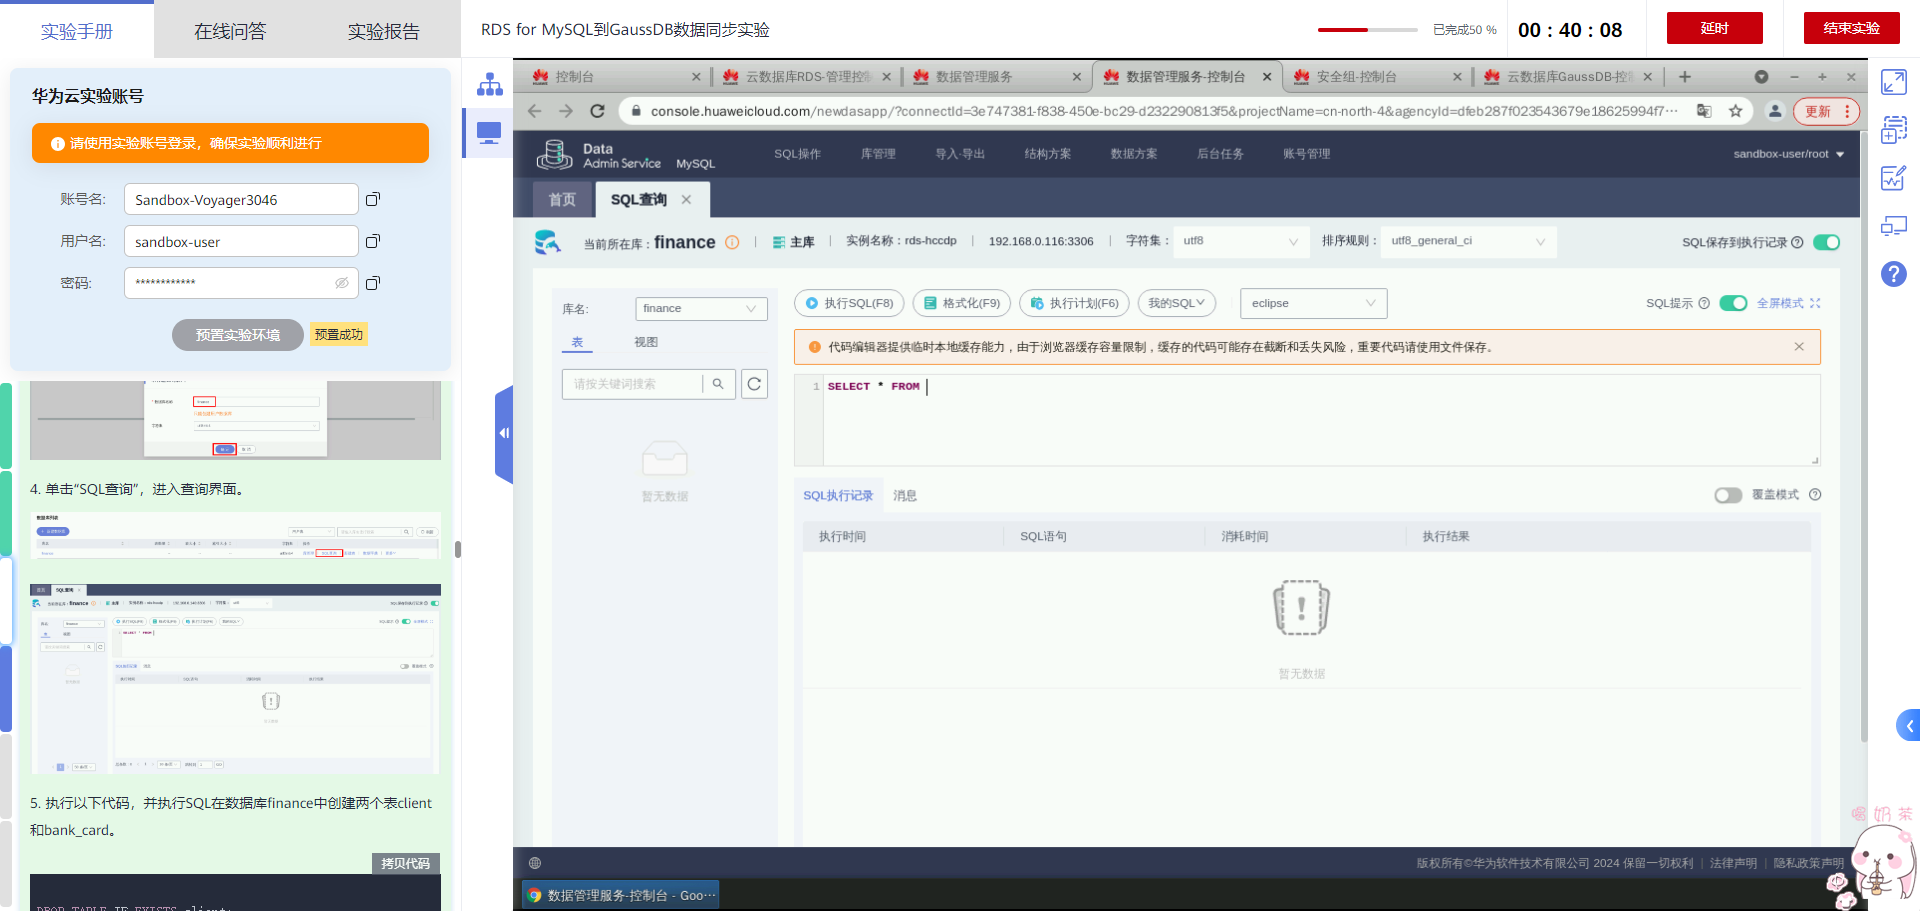 实验手册
在线问答
实验报告
RDS for MySQL到GaussDB数据同步实验
已完成50 %
00 : 40 : 08
延时
结束实验
华为云实验账号
请使用实验账号登录，确保实验顺利进行
账号名:
Sandbox-Voyager3046
用户名:
sandbox-user
密码:
************
预置实验环境
预置成功
4. 单击“SQL查询”，进入查询界面。
5. 执行以下代码，并执行SQL在数据库finance中创建两个表client
和bank_card。
拷贝代码
DROP TABLE IF EXISTS client;
控制台
云数据库RDS-管理控制
数据管理服务
数据管理服务-控制台
安全组-控制台
云数据库GaussDB-控
console.huaweicloud.com/newdasapp/?connectId=3e747381-f838-450e-bc29-d232290813f5&projectName=cn-north-4&agencyId=dfeb287f023543679e18625994f7···
更新
Data
Admin Service
MySQL
SQL操作
库管理
导入·导出
结构方案
数据方案
后台任务
账号管理
sandbox-user/root
首页
SQL查询
当前所在库：finance
主库
实例名称：rds-hccdp
192.168.0.116:3306
字符集：
utf8
排序规则：
utf8_general_ci
SQL保存到执行记录
库名:
finance
执行SQL(F8)
格式化(F9)
执行计划(F6)
我的SQL
eclipse
SQL提示
全屏模式
表
视图
代码编辑器提供临时本地缓存能力，由于浏览器缓存容量限制，缓存的代码可能存在截断和丢失风险，重要代码请使用文件保存。
请按关键词搜索
1
SELECT * FROM
暂无数据
SQL执行记录
消息
覆盖模式
执行时间
SQL语句
消耗时间
执行结果
暂无数据
版权所有©华为软件技术有限公司 2024 保留一切权利
法律声明
隐私政策声明
数据管理服务-控制台 - Goo···
喝奶茶